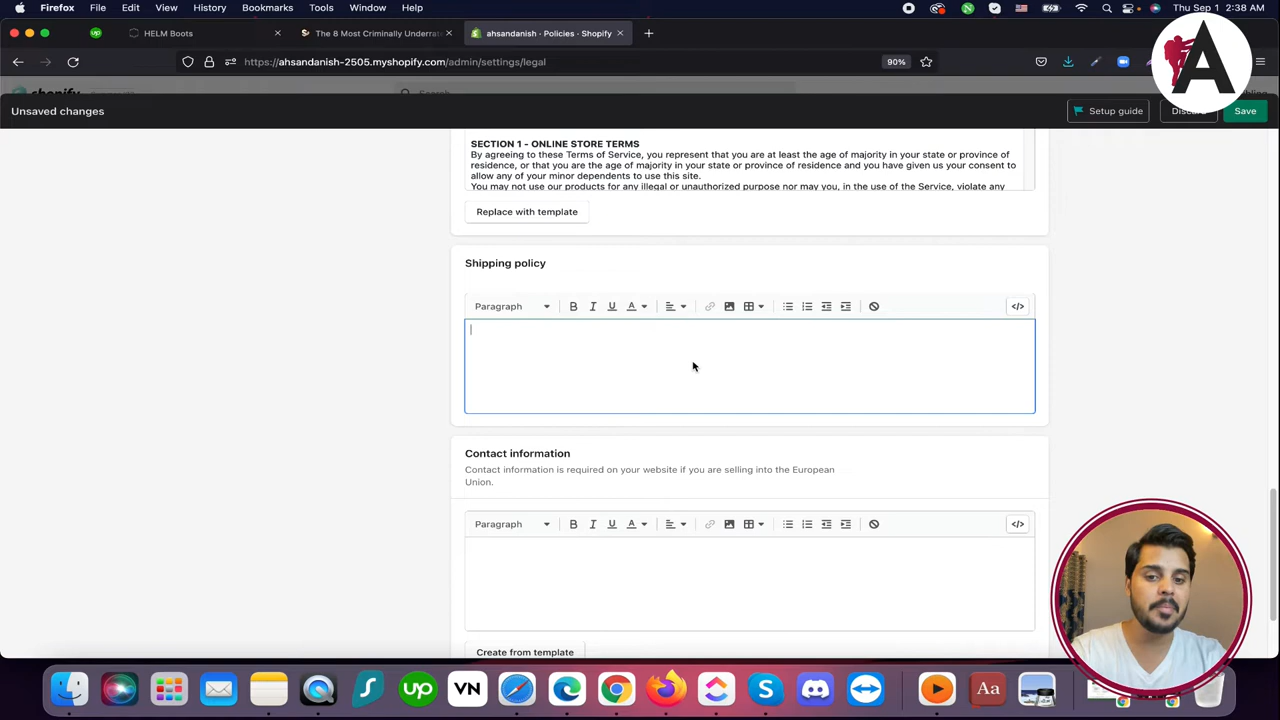 Firefox File Edit View History Bookmarks Tools Window Help
Thu Sep 1 2:38 AM
HELM Boots
The 8 Most Criminally Underrat
ahsandanish · Policies · Shopify
https://ahsandanish-2505.myshopify.com/admin/settings/legal
90%
Search
Unsaved changes
Setup guide
Save
SECTION 1 - ONLINE STORE TERMS
By agreeing to these Terms of Service, you represent that you are at least the age of majority in your state or province of
residence, or that you are the age of majority in your state or province of residence and you have given us your consent to
allow any of your minor dependents to use this site.
You may not use our products for any illegal or unauthorized purpose nor may you, in the use of the Service, violate any
Replace with template
Shipping policy
Paragraph
B I U A
</>
Contact information
Contact information is required on your website if you are selling into the European
Union.
Paragraph
B I U A
</>
Create from template
up
VN
Aa
A